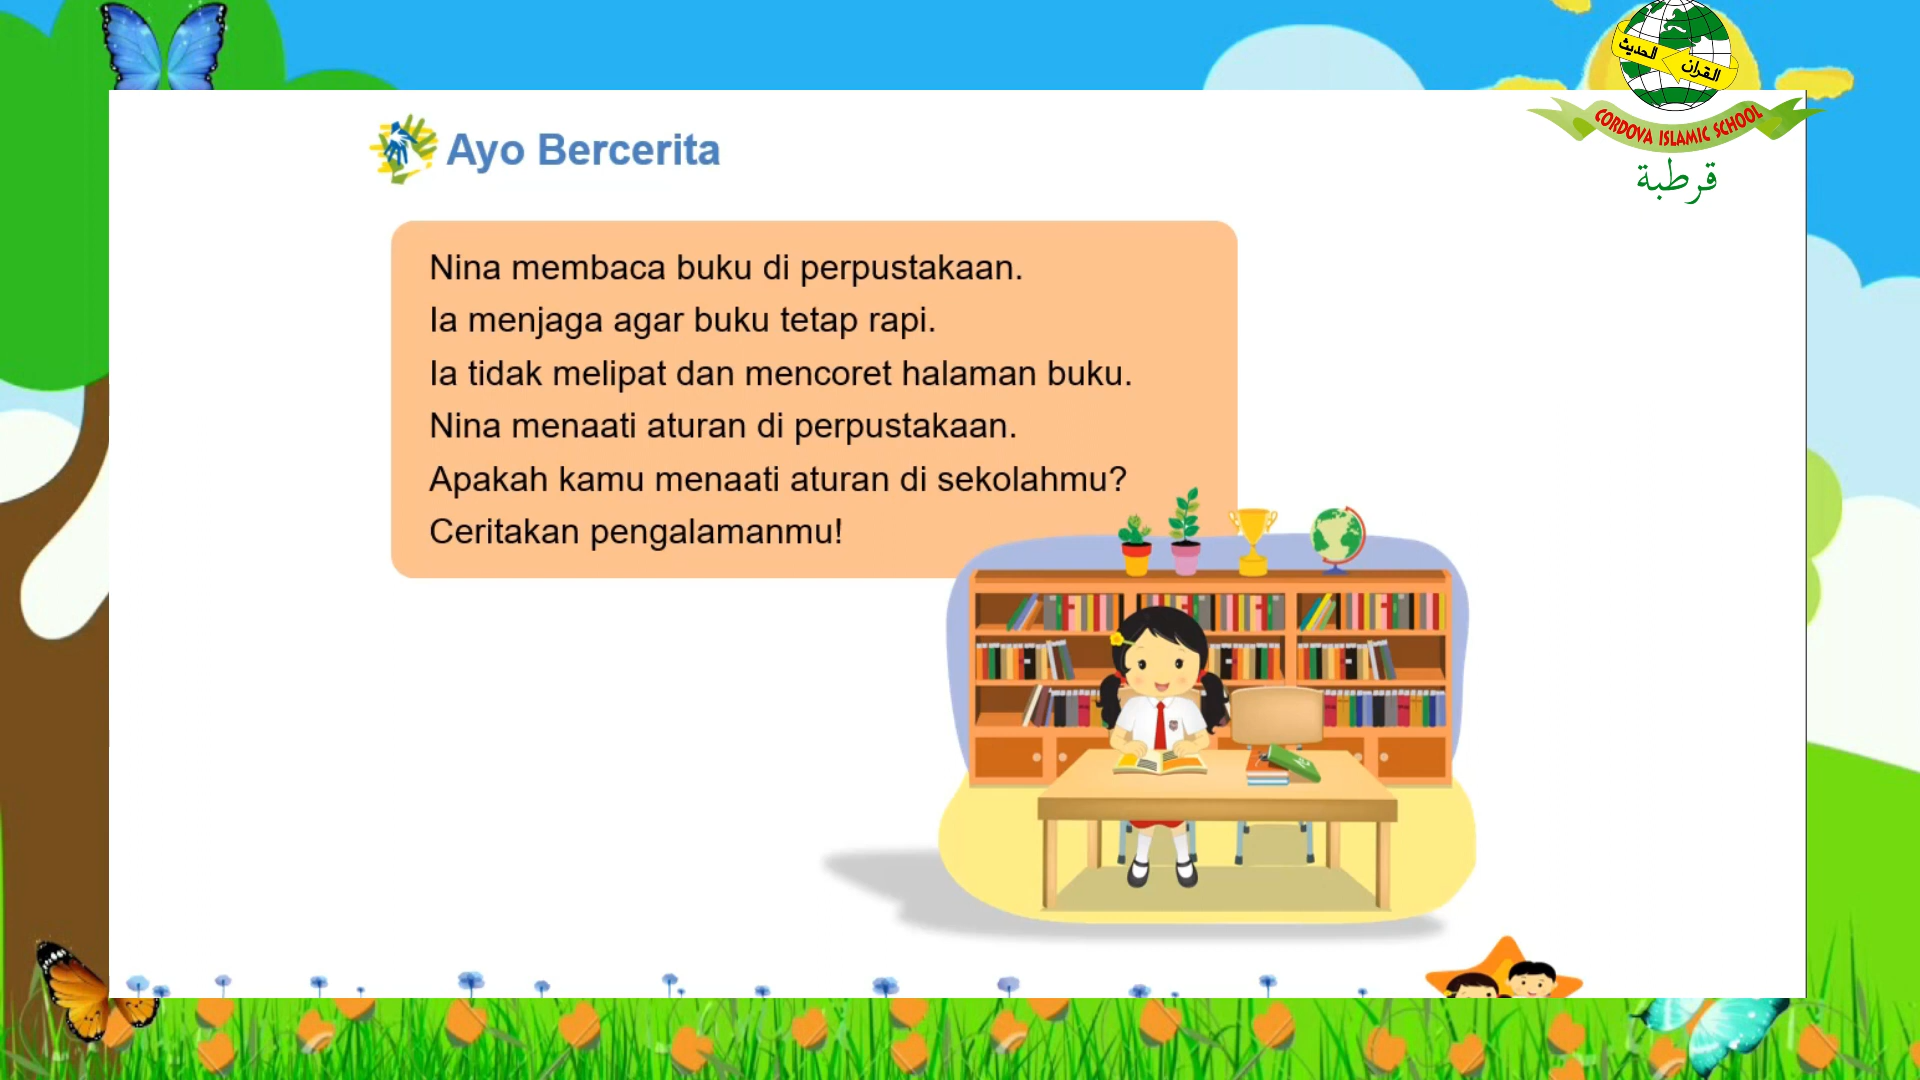 الحديث
القران
CORDOVA ISLAMIC SCHOOL
قرطبة
Ayo Bercerita
Nina membaca buku di perpustakaan.
Ia menjaga agar buku tetap rapi.
Ia tidak melipat dan mencoret halaman buku.
Nina menaati aturan di perpustakaan.
Apakah kamu menaati aturan di sekolahmu?
Ceritakan pengalamanmu!